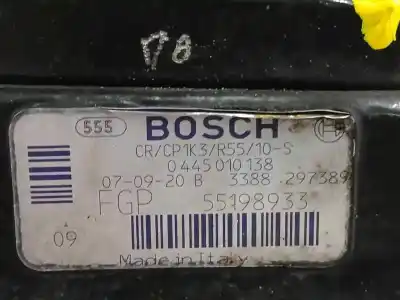 555 BOSCH
CR/CP1K3/R55/10-S
0 445 010 138
07-09-20 B 3388 297389
FGP 55198933
09
Made in Italy